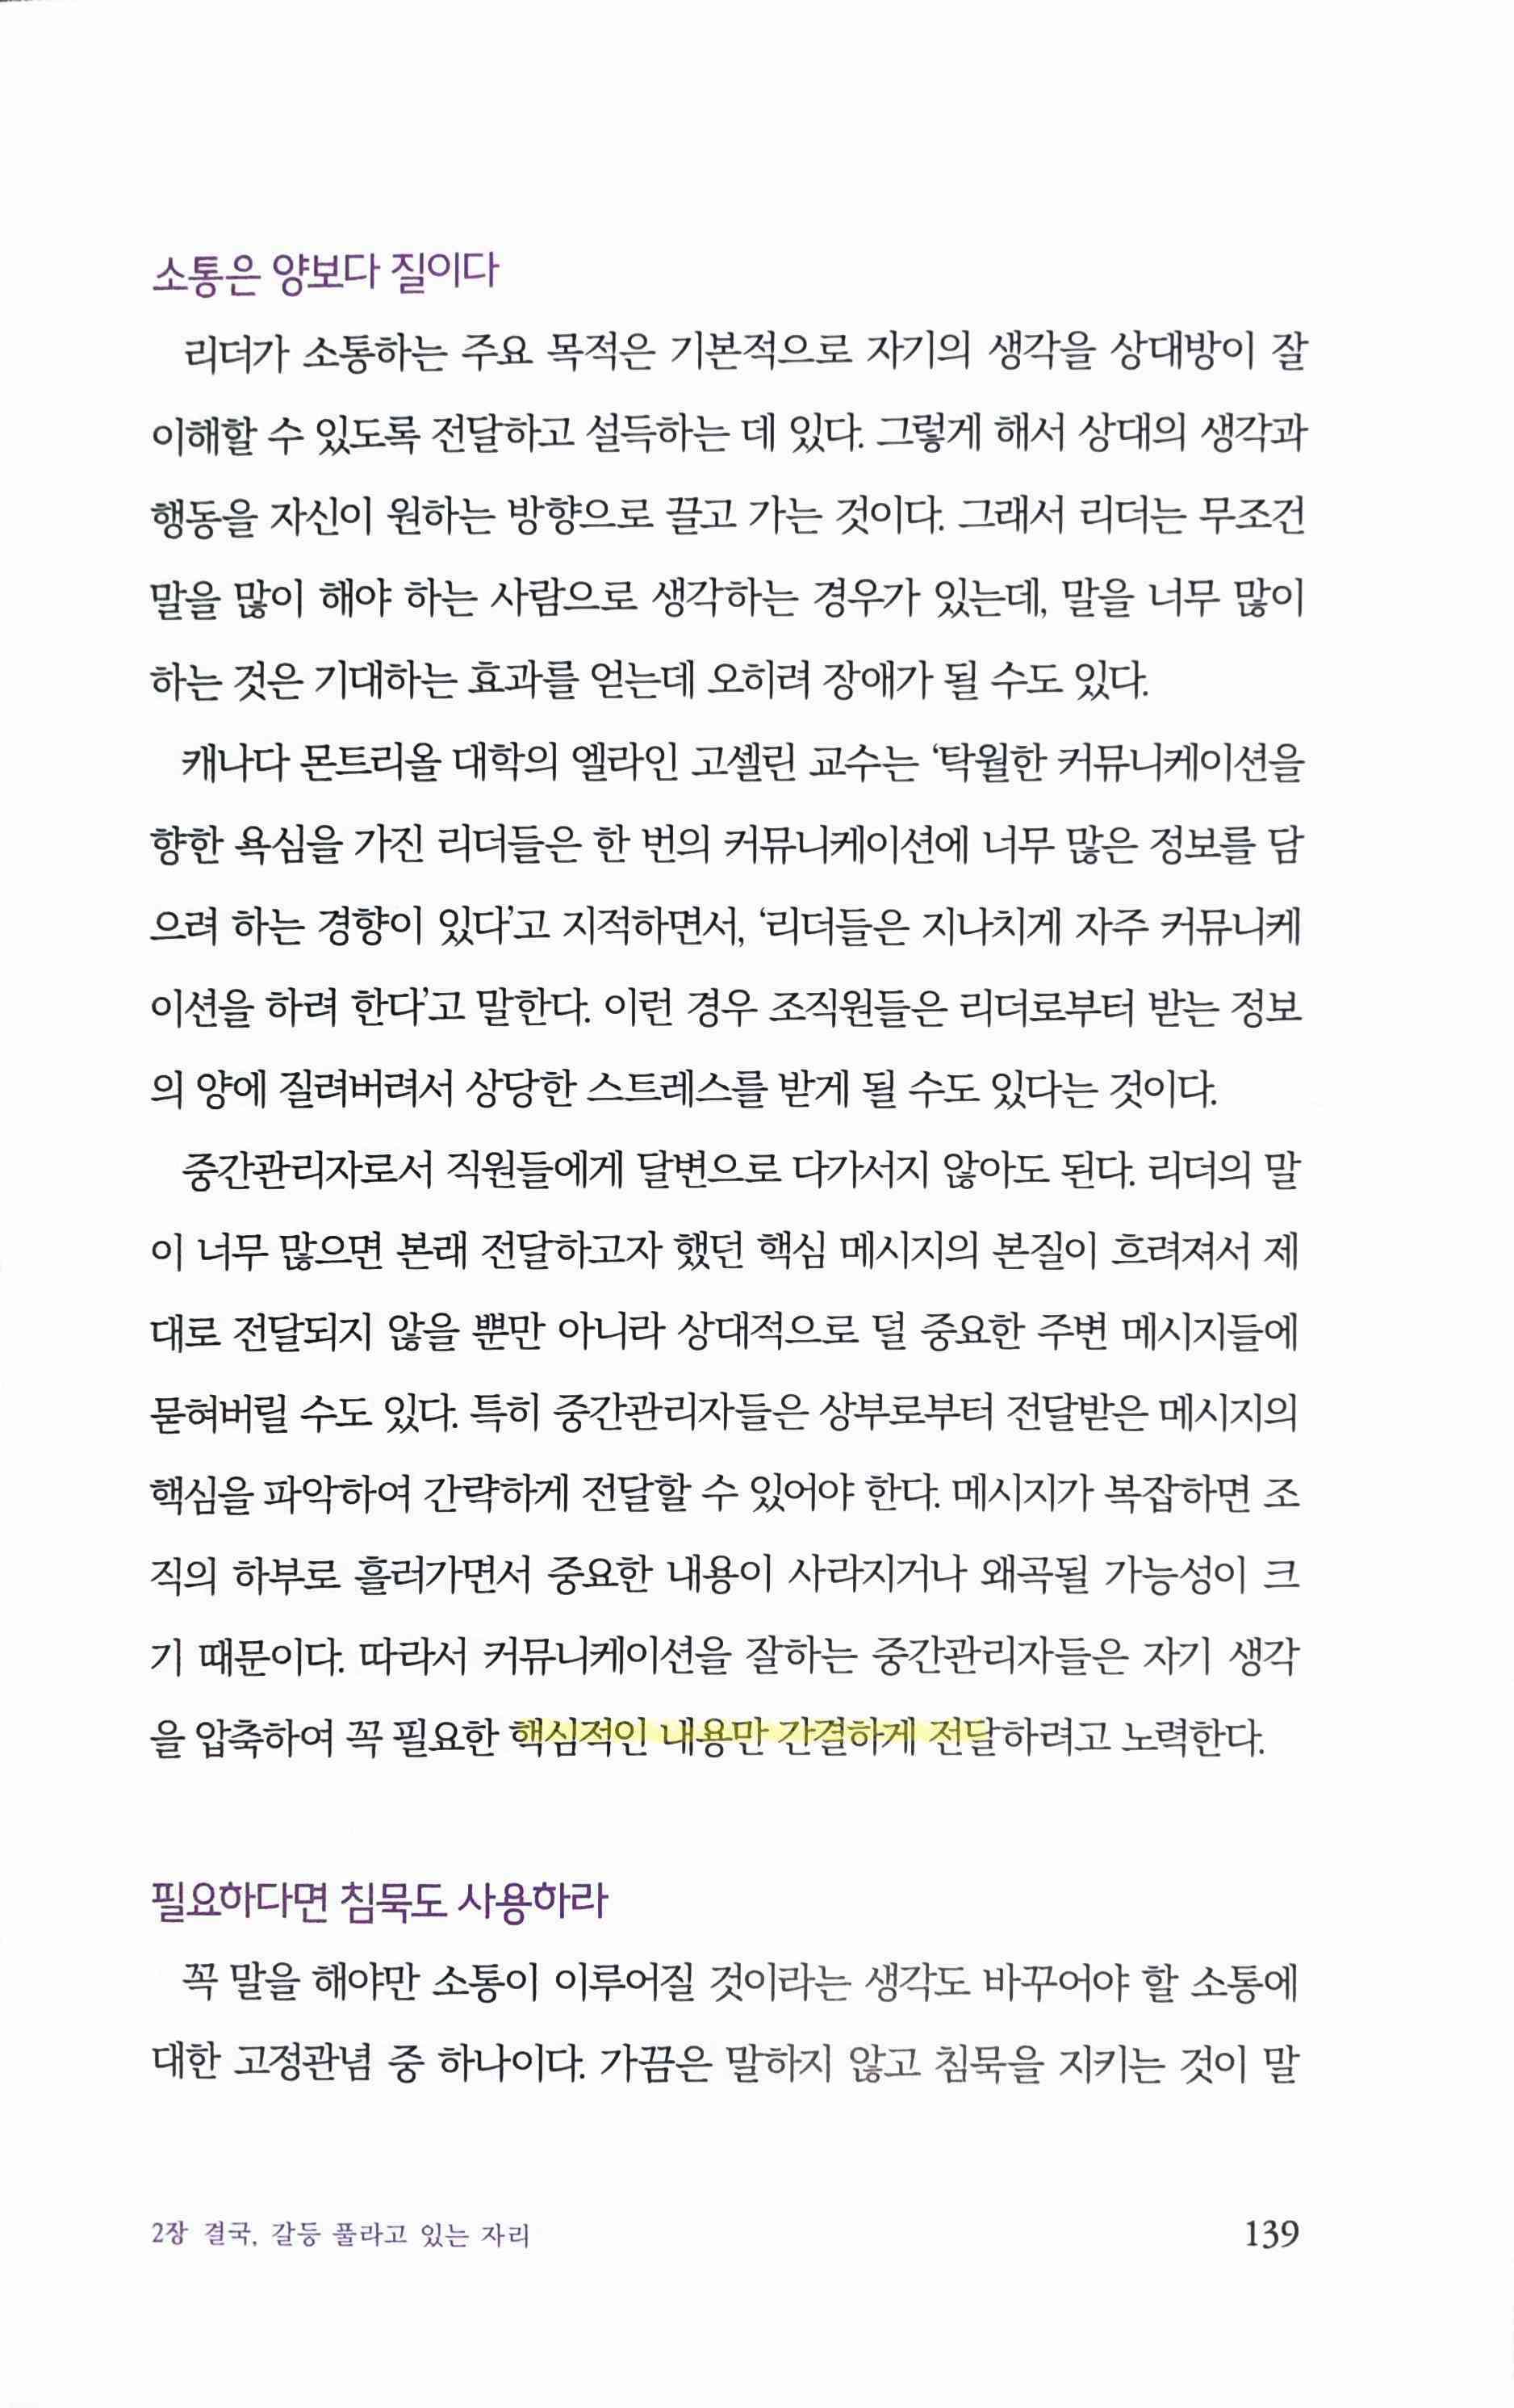 소통은 양보다 질이다
리더가 소통하는 주요 목적은 기본적으로 자기의 생각을 상대방이 잘
이해할 수 있도록 전달하고 설득하는 데 있다. 그렇게 해서 상대의 생각과
행동을 자신이 원하는 방향으로 끌고 가는 것이다. 그래서 리더는 무조건
말을 많이 해야 하는 사람으로 생각하는 경우가 있는데, 말을 너무 많이
하는 것은 기대하는 효과를 얻는데 오히려 장애가 될 수도 있다.
캐나다 몬트리올 대학의 엘라인 고셀린 교수는 ‘탁월한 커뮤니케이션을
향한 욕심을 가진 리더들은 한 번의 커뮤니케이션에 너무 많은 정보를 담
으려 하는 경향이 있다’고 지적하면서, ‘리더들은 지나치게 자주 커뮤니케
이션을 하려 한다’고 말한다. 이런 경우 조직원들은 리더로부터 받는 정보
의 양에 질려버려서 상당한 스트레스를 받게 될 수도 있다는 것이다.
중간관리자로서 직원들에게 달변으로 다가서지 않아도 된다. 리더의 말
이 너무 많으면 본래 전달하고자 했던 핵심 메시지의 본질이 흐려져서 제
대로 전달되지 않을 뿐만 아니라 상대적으로 덜 중요한 주변 메시지들에
묻혀버릴 수도 있다. 특히 중간관리자들은 상부로부터 전달받은 메시지의
핵심을 파악하여 간략하게 전달할 수 있어야 한다. 메시지가 복잡하면 조
직의 하부로 흘러가면서 중요한 내용이 사라지거나 왜곡될 가능성이 크
기 때문이다. 따라서 커뮤니케이션을 잘하는 중간관리자들은 자기 생각
을 압축하여 꼭 필요한 핵심적인 내용만 간결하게 전달하려고 노력한다.
필요하다면 침묵도 사용하라
꼭 말을 해야만 소통이 이루어질 것이라는 생각도 바꾸어야 할 소통에
대한 고정관념 중 하나이다. 가끔은 말하지 않고 침묵을 지키는 것이 말
2장 결국, 갈등 풀라고 있는 자리
139